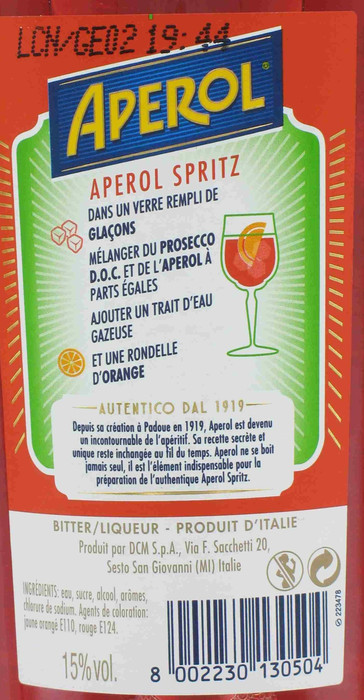 LCN/GE02 19:44
APEROL®
APEROL SPRITZ
DANS UN VERRE REMPLI DE
GLAÇONS
MÉLANGER DU PROSECCO
D.O.C. ET DE L'APEROL À
PARTS ÉGALES
AJOUTER UN TRAIT D'EAU
GAZEUSE
ET UNE RONDELLE
D'ORANGE
AUTENTICO DAL 1919
Depuis sa création à Padoue en 1919, Aperol est devenu
un incontournable de l'apéritif. Sa recette secrète et
unique reste inchangée au fil du temps. Aperol ne se boit
jamais seul, il est l'élément indispensable pour la
préparation de l'authentique Aperol Spritz.
BITTER/LIQUEUR - PRODUIT D'ITALIE
Produit par DCM S.p.A., Via F. Sacchetti 20,
Sesto San Giovanni (MI) Italie
INGRÉDIENTS: eau, sucre, alcool, arômes,
chlorure de sodium. Agents de coloration:
jaune orangé E110, rouge E124.
15% vol.
8 002230 130504
223478